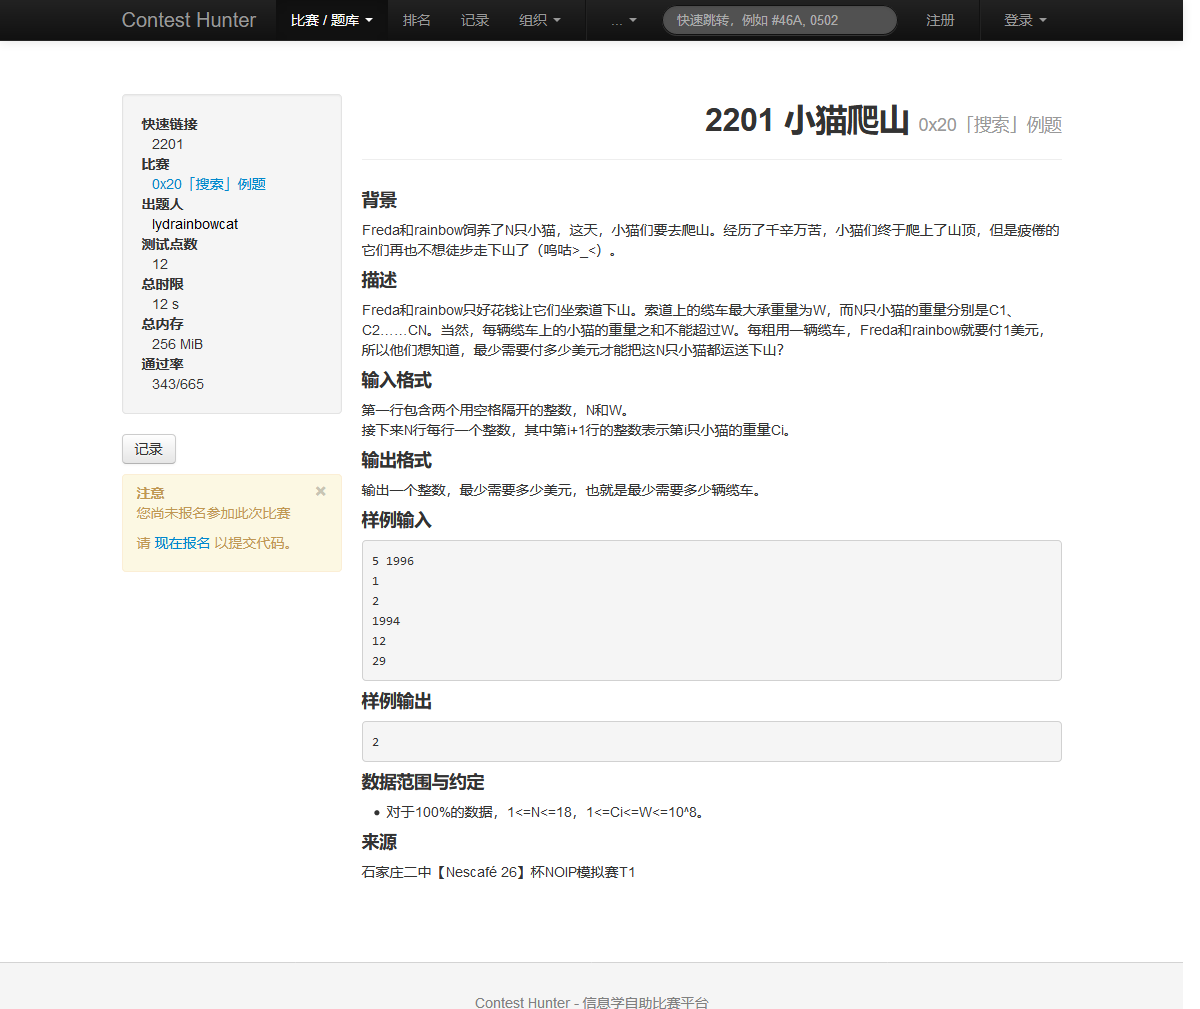 Contest Hunter 比赛 / 题库 排名 记录 组织 ... 快速跳转，例如 #46A, 0502 注册 登录
快速链接
2201
比赛
0x20「搜索」例题
出题人
lydrainbowcat
测试点数
12
总时限
12 s
总内存
256 MiB
通过率
343/665
记录
注意 ×
您尚未报名参加此次比赛
请 现在报名 以提交代码。
2201 小猫爬山 0x20「搜索」例题
背景
Freda和rainbow饲养了N只小猫，这天，小猫们要去爬山。经历了千辛万苦，小猫们终于爬上了山顶，但是疲倦的
它们再也不想徒步走下山了（呜咕>_<）。
描述
Freda和rainbow只好花钱让它们坐索道下山。索道上的缆车最大承重量为W，而N只小猫的重量分别是C1、
C2……CN。当然，每辆缆车上的小猫的重量之和不能超过W。每租用一辆缆车，Freda和rainbow就要付1美元，
所以他们想知道，最少需要付多少美元才能把这N只小猫都运送下山？
输入格式
第一行包含两个用空格隔开的整数，N和W。
接下来N行每行一个整数，其中第i+1行的整数表示第i只小猫的重量Ci。
输出格式
输出一个整数，最少需要多少美元，也就是最少需要多少辆缆车。
样例输入
5 1996
1
2
1994
12
29
样例输出
2
数据范围与约定
• 对于100%的数据，1<=N<=18，1<=Ci<=W<=10^8。
来源
石家庄二中【Nescafé 26】杯NOIP模拟赛T1
Contest Hunter - 信息学自助比赛平台